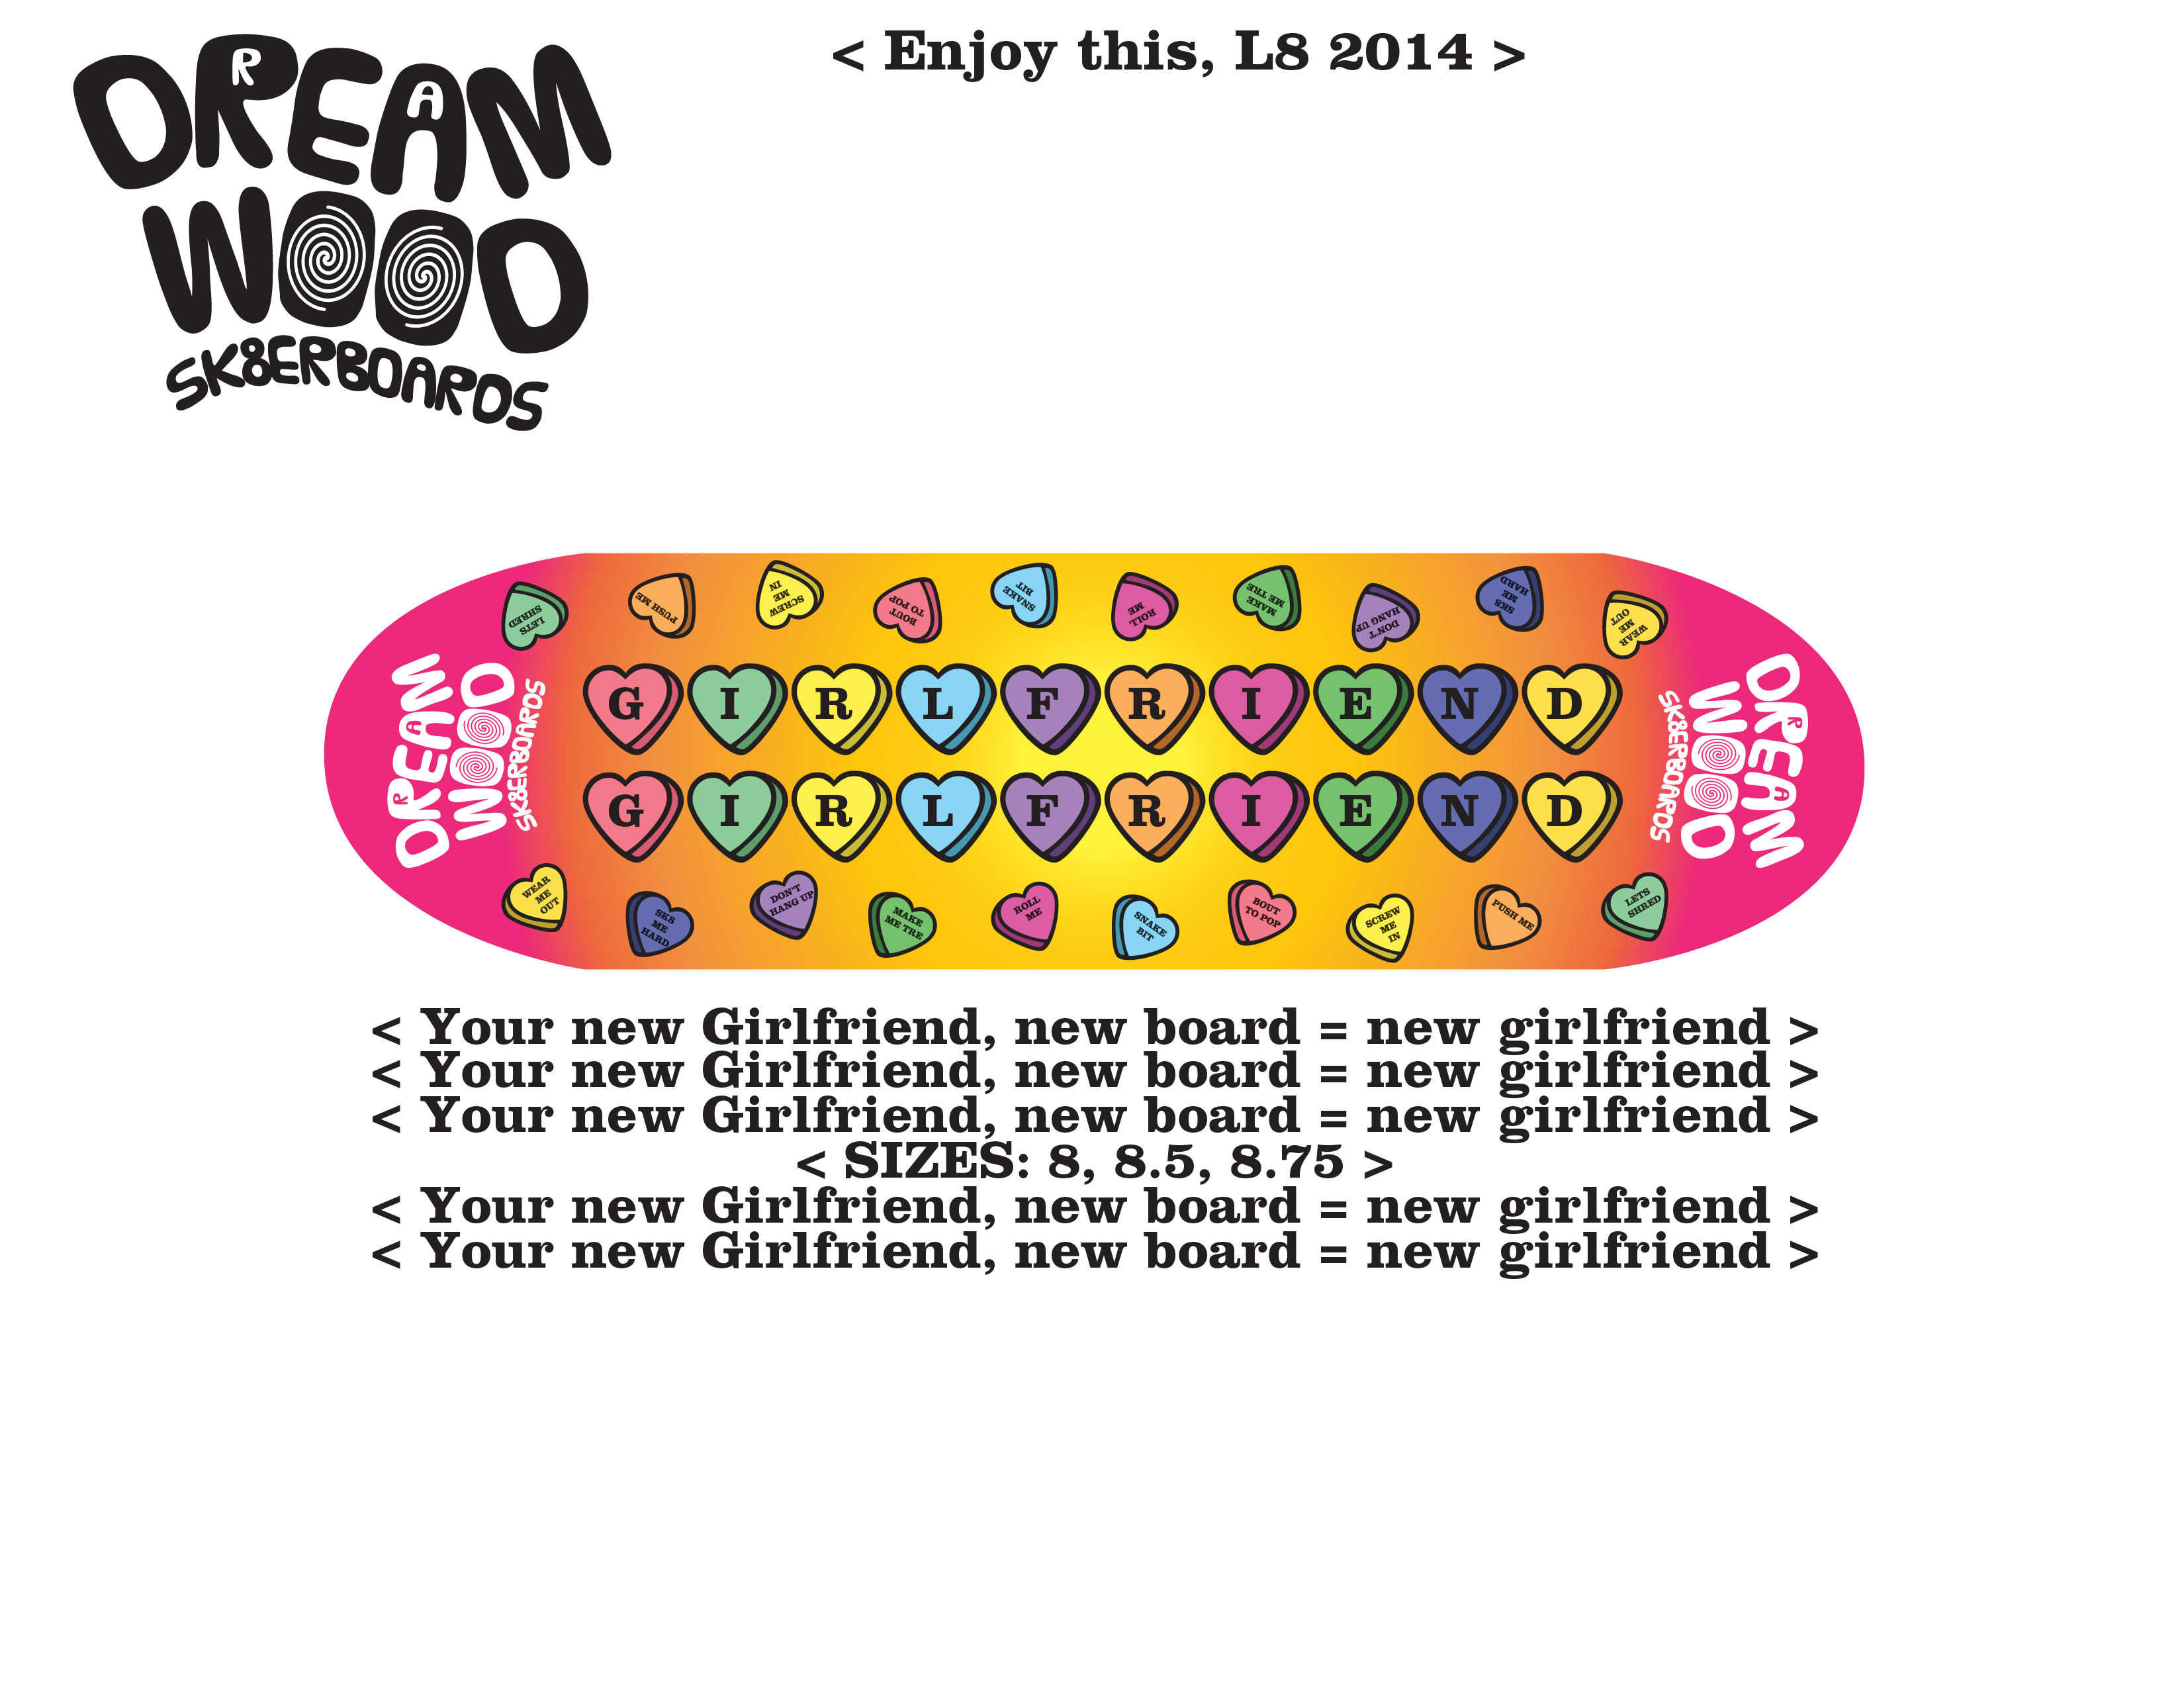 DREAM
WOOD
SK8ERBOARDS
< Enjoy this, L8 2014 >
LETS
SHRED
PUSH ME
SCREW
ME
IN
BOUT
TO POP
SNAKE
BIT
ROLL
ME
MAKE
ME TRE
DON'T
HANG UP
SK8
ME
HARD
WEAR
ME
OUT
DREAM
WOOD
SK8ERBOARDS
GIRLFRIEND
GIRLFRIEND
DREAM
WOOD
SK8ERBOARDS
WEAR
ME
OUT
SK8
ME
HARD
DON'T
HANG UP
MAKE
ME TRE
ROLL
ME
SNAKE
BIT
BOUT
TO POP
SCREW
ME
IN
PUSH ME
LETS
SHRED
< Your new Girlfriend, new board = new girlfriend >
< Your new Girlfriend, new board = new girlfriend >
< Your new Girlfriend, new board = new girlfriend >
< SIZES: 8, 8.5, 8.75 >
< Your new Girlfriend, new board = new girlfriend >
< Your new Girlfriend, new board = new girlfriend >